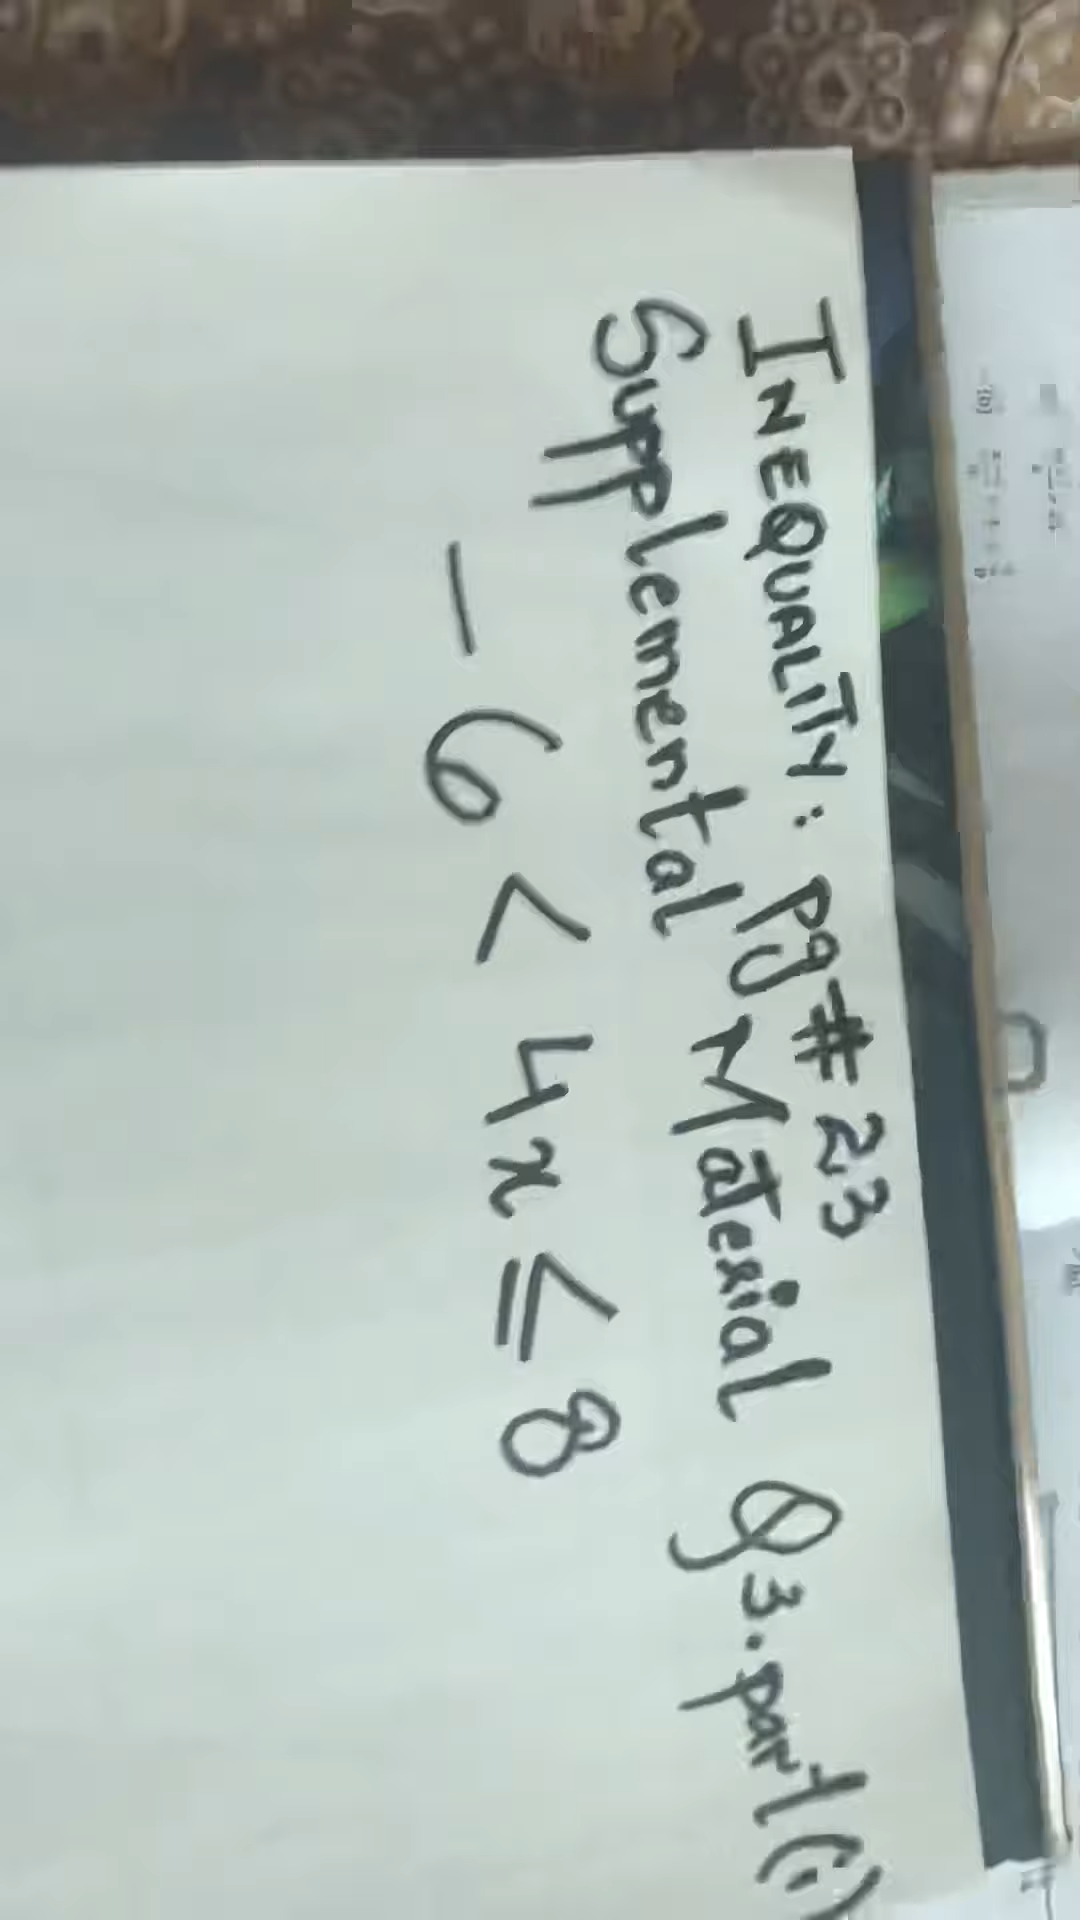 INEQUALITY: pg # 23
Supplemental Material Q3. part (i)
- 6 < 4x ≤ 8